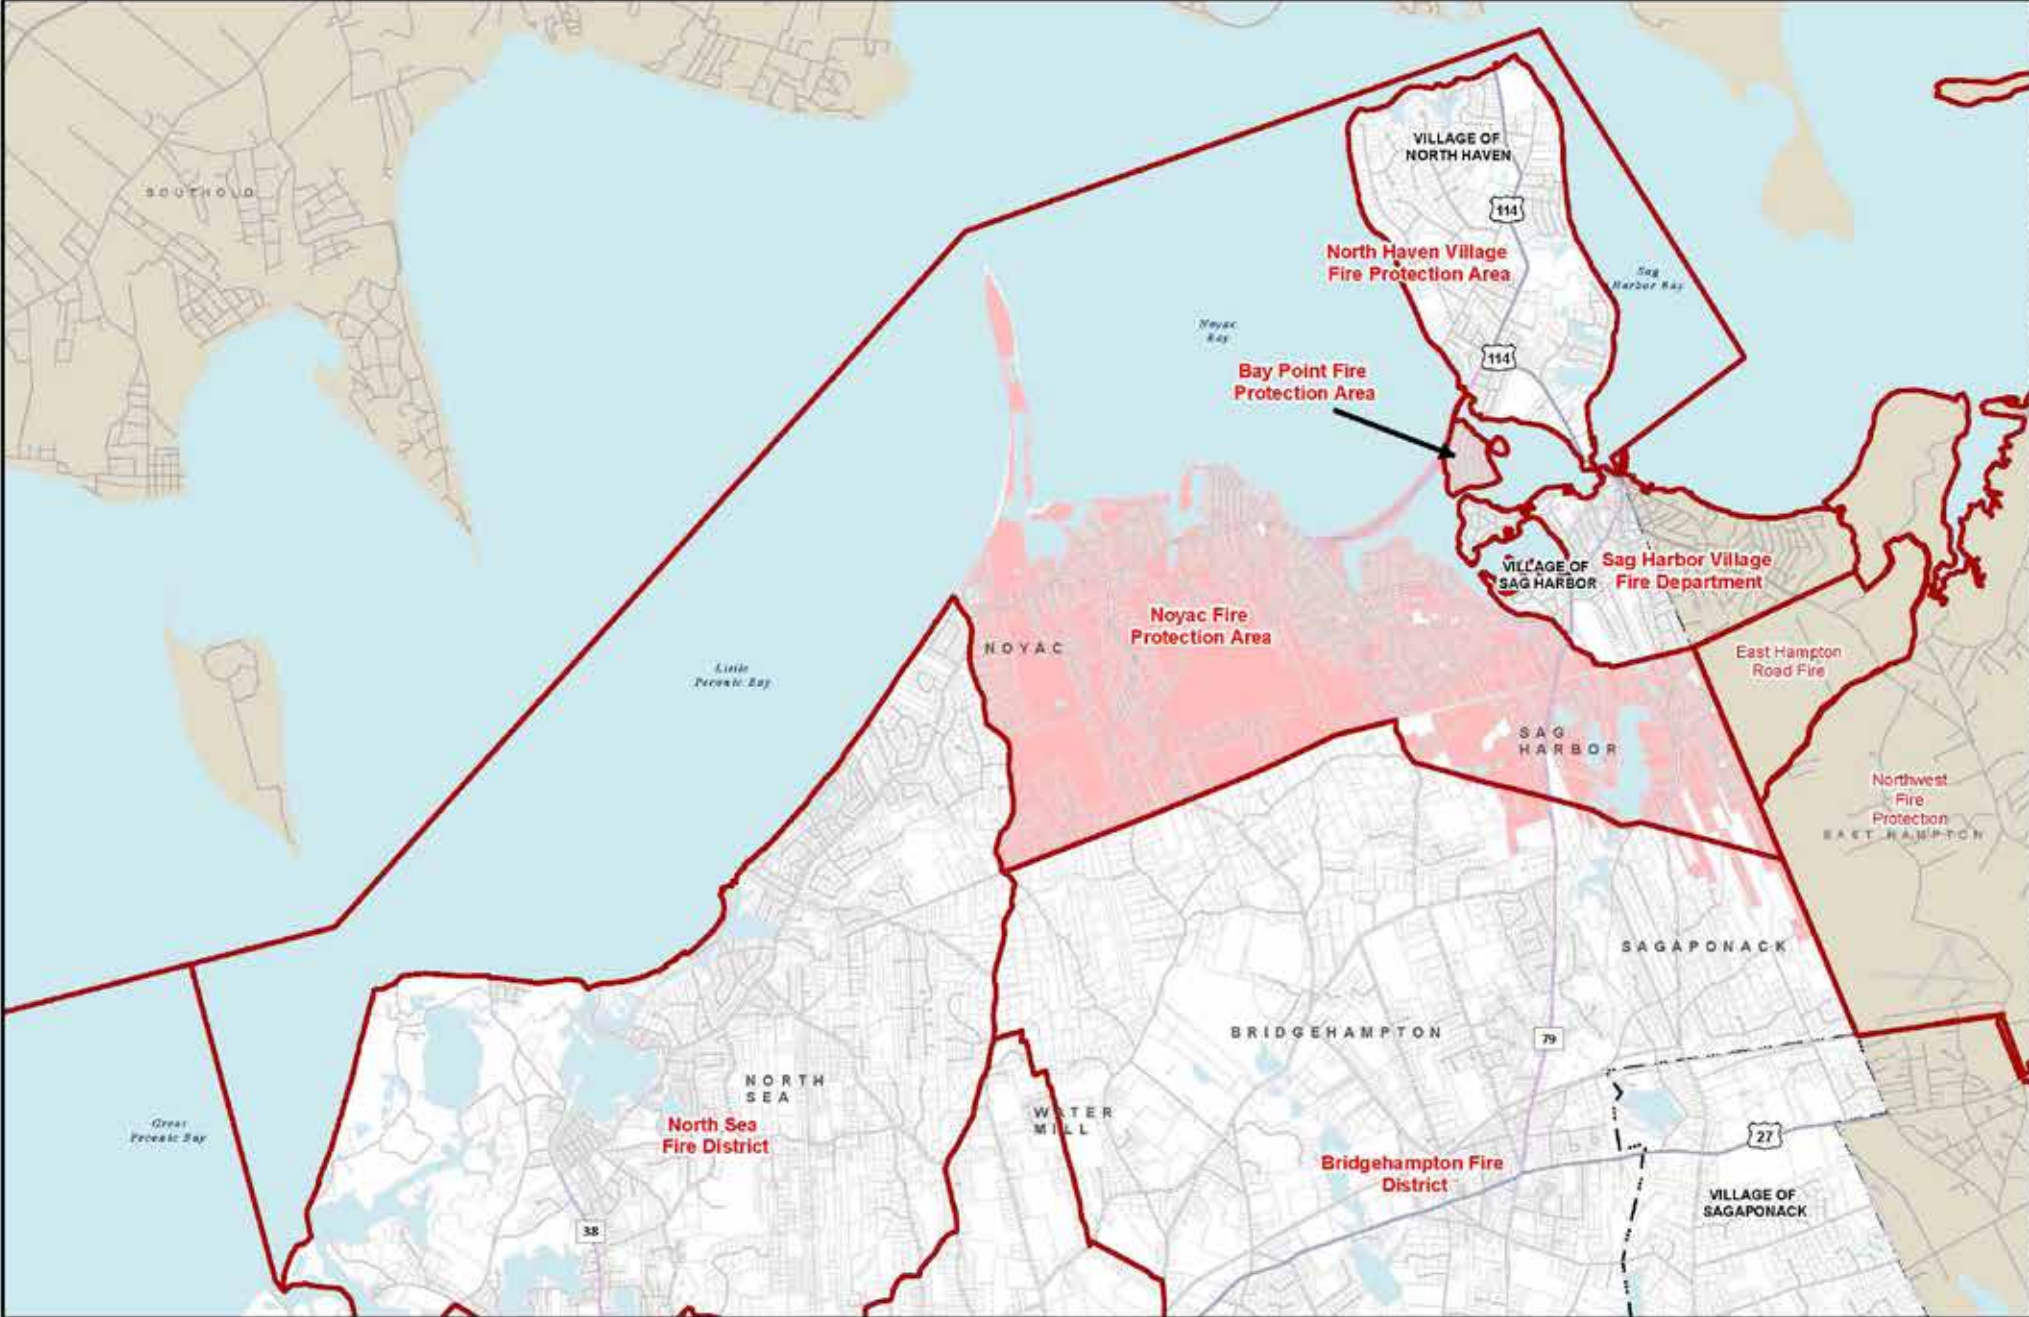 VILLAGE OF
NORTH HAVEN
SOUTHOLD
114
North Haven Village
Fire Protection Area
Sag
Harbor Bay
Noyac
Bay
114
Bay Point Fire
Protection Area
VILLAGE OF
SAG HARBOR
Sag Harbor Village
Fire Department
Noyac Fire
Protection Area
NOYAC
East Hampton
Road Fire
Little
Peconic Bay
SAG
HARBOR
Northwest
Fire
Protection
EAST HAMPTON
SAGAPONACK
BRIDGEHAMPTON
79
NORTH
SEA
WATER
MILL
North Sea
Fire District
Great
Peconic Bay
27
Bridgehampton Fire
District
VILLAGE OF
SAGAPONACK
38